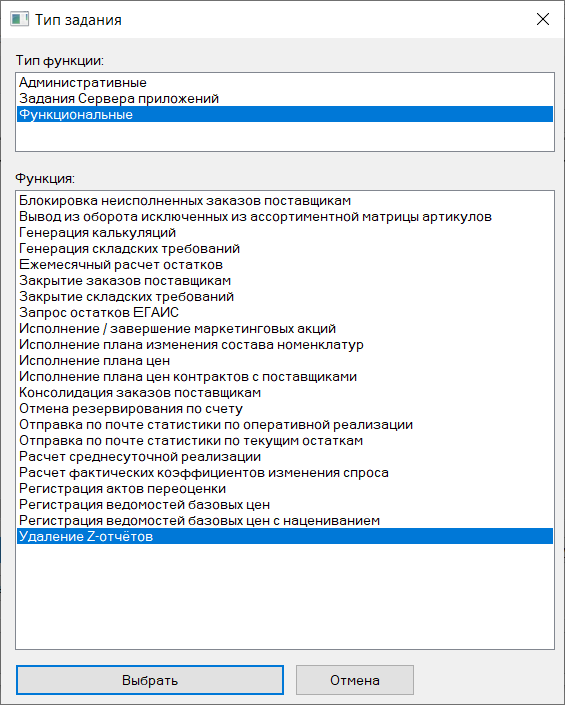 Тип задания
Тип функции:
Административные
Задания Сервера приложений
Функциональные
Функция:
Блокировка неисполненных заказов поставщикам
Вывод из оборота исключенных из ассортиментной матрицы артикулов
Генерация калькуляций
Генерация складских требований
Ежемесячный расчет остатков
Закрытие заказов поставщикам
Закрытие складских требований
Запрос остатков ЕГАИС
Исполнение / завершение маркетинговых акций
Исполнение плана изменения состава номенклатур
Исполнение плана цен
Исполнение плана цен контрактов с поставщиками
Консолидация заказов поставщикам
Отмена резервирования по счету
Отправка по почте статистики по оперативной реализации
Отправка по почте статистики по текущим остаткам
Расчет среднесуточной реализации
Расчет фактических коэффициентов изменения спроса
Регистрация актов переоценки
Регистрация ведомостей базовых цен
Регистрация ведомостей базовых цен с нацениванием
Удаление Z-отчётов
Выбрать
Отмена